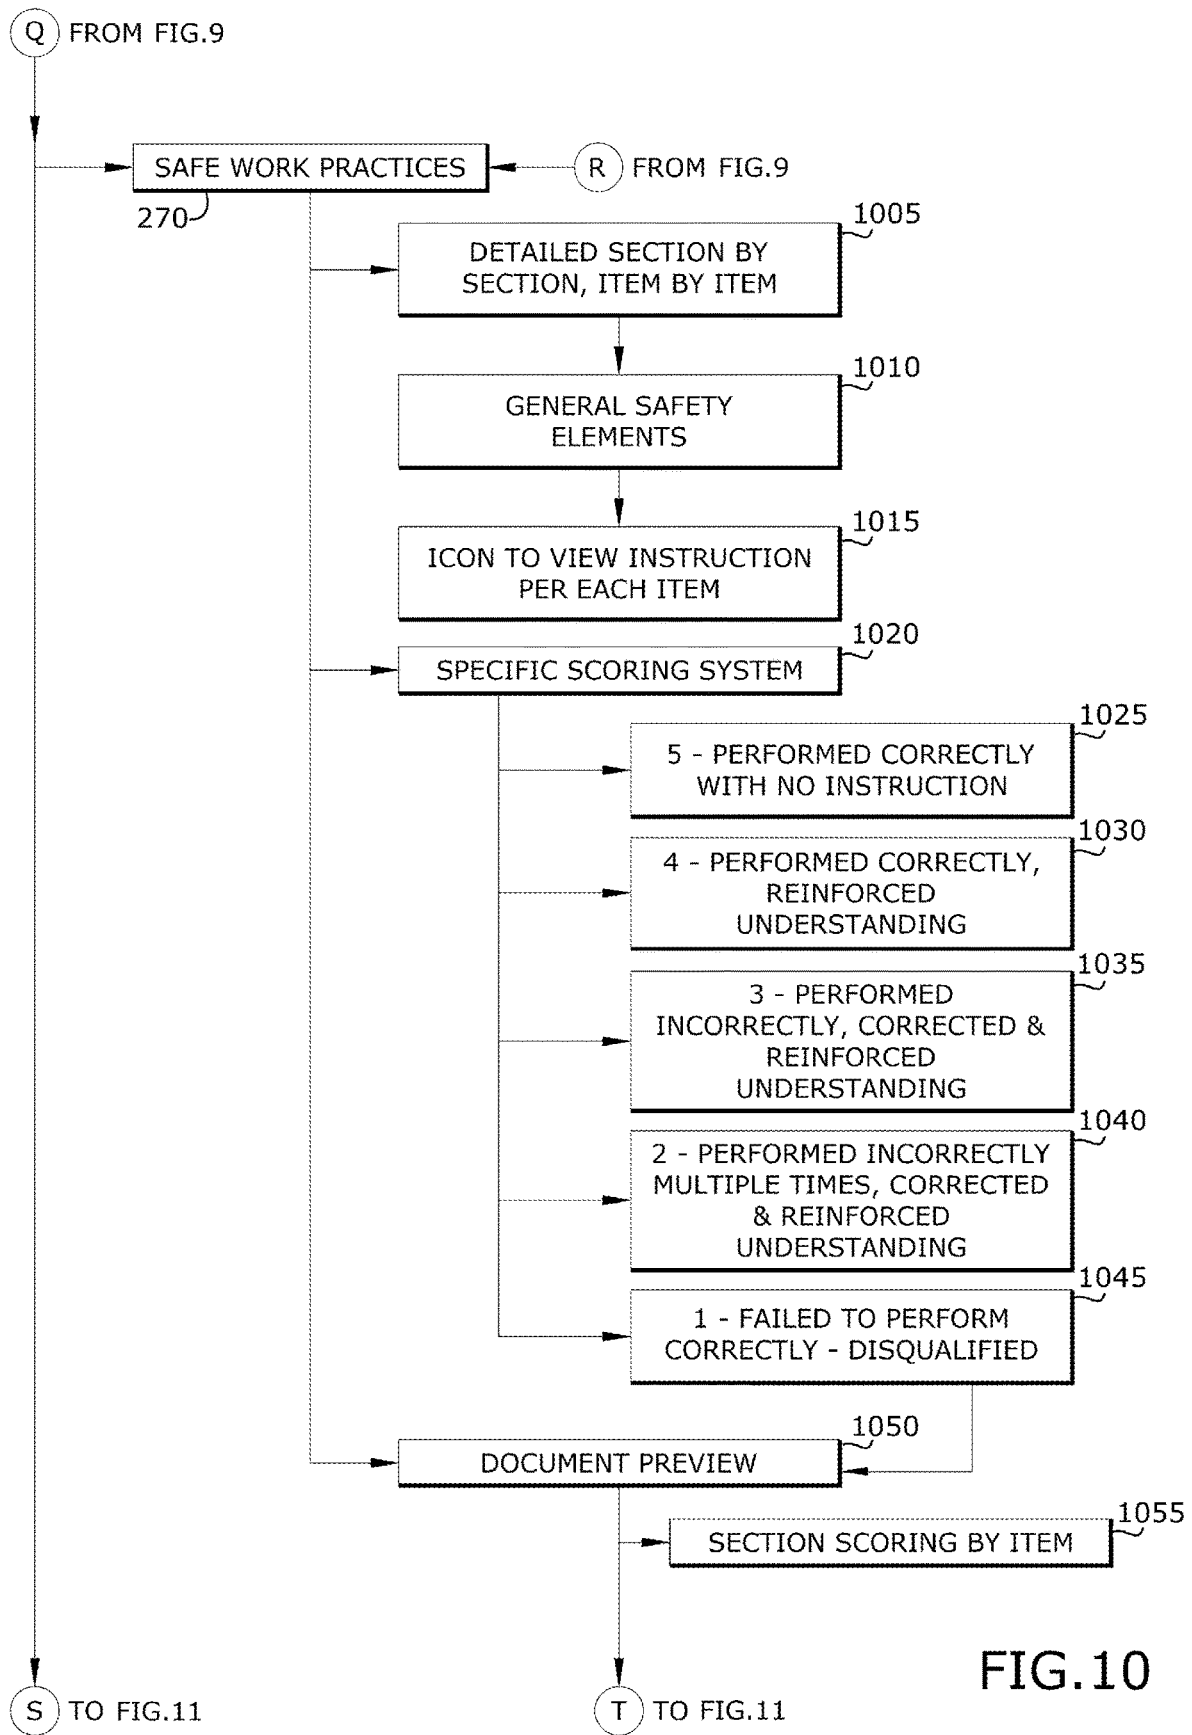 Q FROM FIG.9
SAFE WORK PRACTICES
R FROM FIG.9
270
1005
DETAILED SECTION BY
SECTION, ITEM BY ITEM
1010
GENERAL SAFETY
ELEMENTS
1015
ICON TO VIEW INSTRUCTION
PER EACH ITEM
1020
SPECIFIC SCORING SYSTEM
1025
5 - PERFORMED CORRECTLY
WITH NO INSTRUCTION
1030
4 - PERFORMED CORRECTLY,
REINFORCED
UNDERSTANDING
1035
3 - PERFORMED
INCORRECTLY, CORRECTED &
REINFORCED
UNDERSTANDING
1040
2 - PERFORMED INCORRECTLY
MULTIPLE TIMES, CORRECTED
& REINFORCED
UNDERSTANDING
1045
1 - FAILED TO PERFORM
CORRECTLY - DISQUALIFIED
1050
DOCUMENT PREVIEW
1055
SECTION SCORING BY ITEM
FIG.10
S TO FIG.11
T TO FIG.11